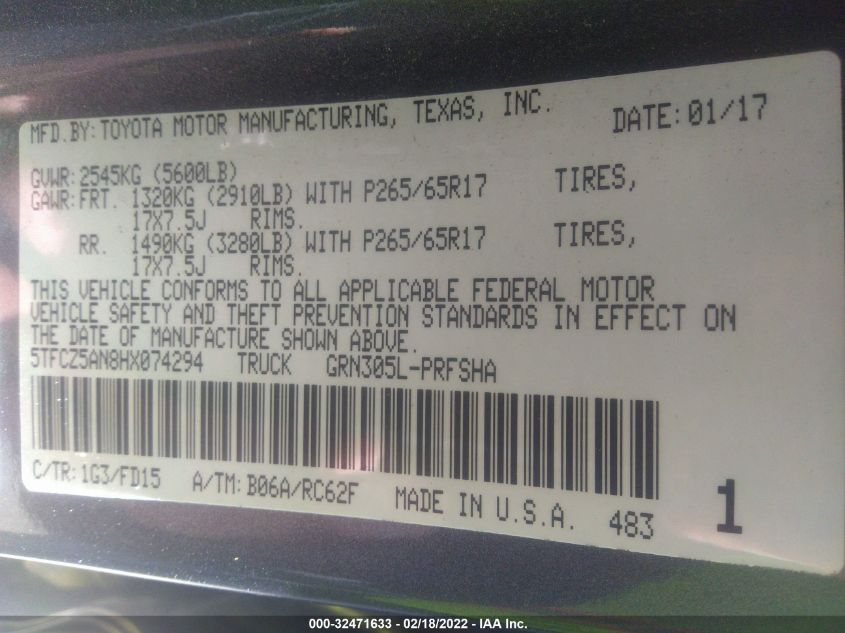 MFD.BY:TOYOTA MOTOR MANUFACTURING, TEXAS, INC. DATE:01/17
GVWR:2545KG (5600LB)
GAWR:FRT. 1320KG (2910LB) WITH P265/65R17 TIRES,
17X7.5J RIMS.
RR. 1490KG (3280LB) WITH P265/65R17 TIRES,
17X7.5J RIMS.
THIS VEHICLE CONFORMS TO ALL APPLICABLE FEDERAL MOTOR
VEHICLE SAFETY AND THEFT PREVENTION STANDARDS IN EFFECT ON
THE DATE OF MANUFACTURE SHOWN ABOVE.
5TFCZ5AN8HX074294 TRUCK GRN305L-PRFSHA
C/TR:1G3/FD15 A/TM:B06A/RC62F MADE IN U.S.A. 483 1
000-32471633 - 02/18/2022 - IAA Inc.